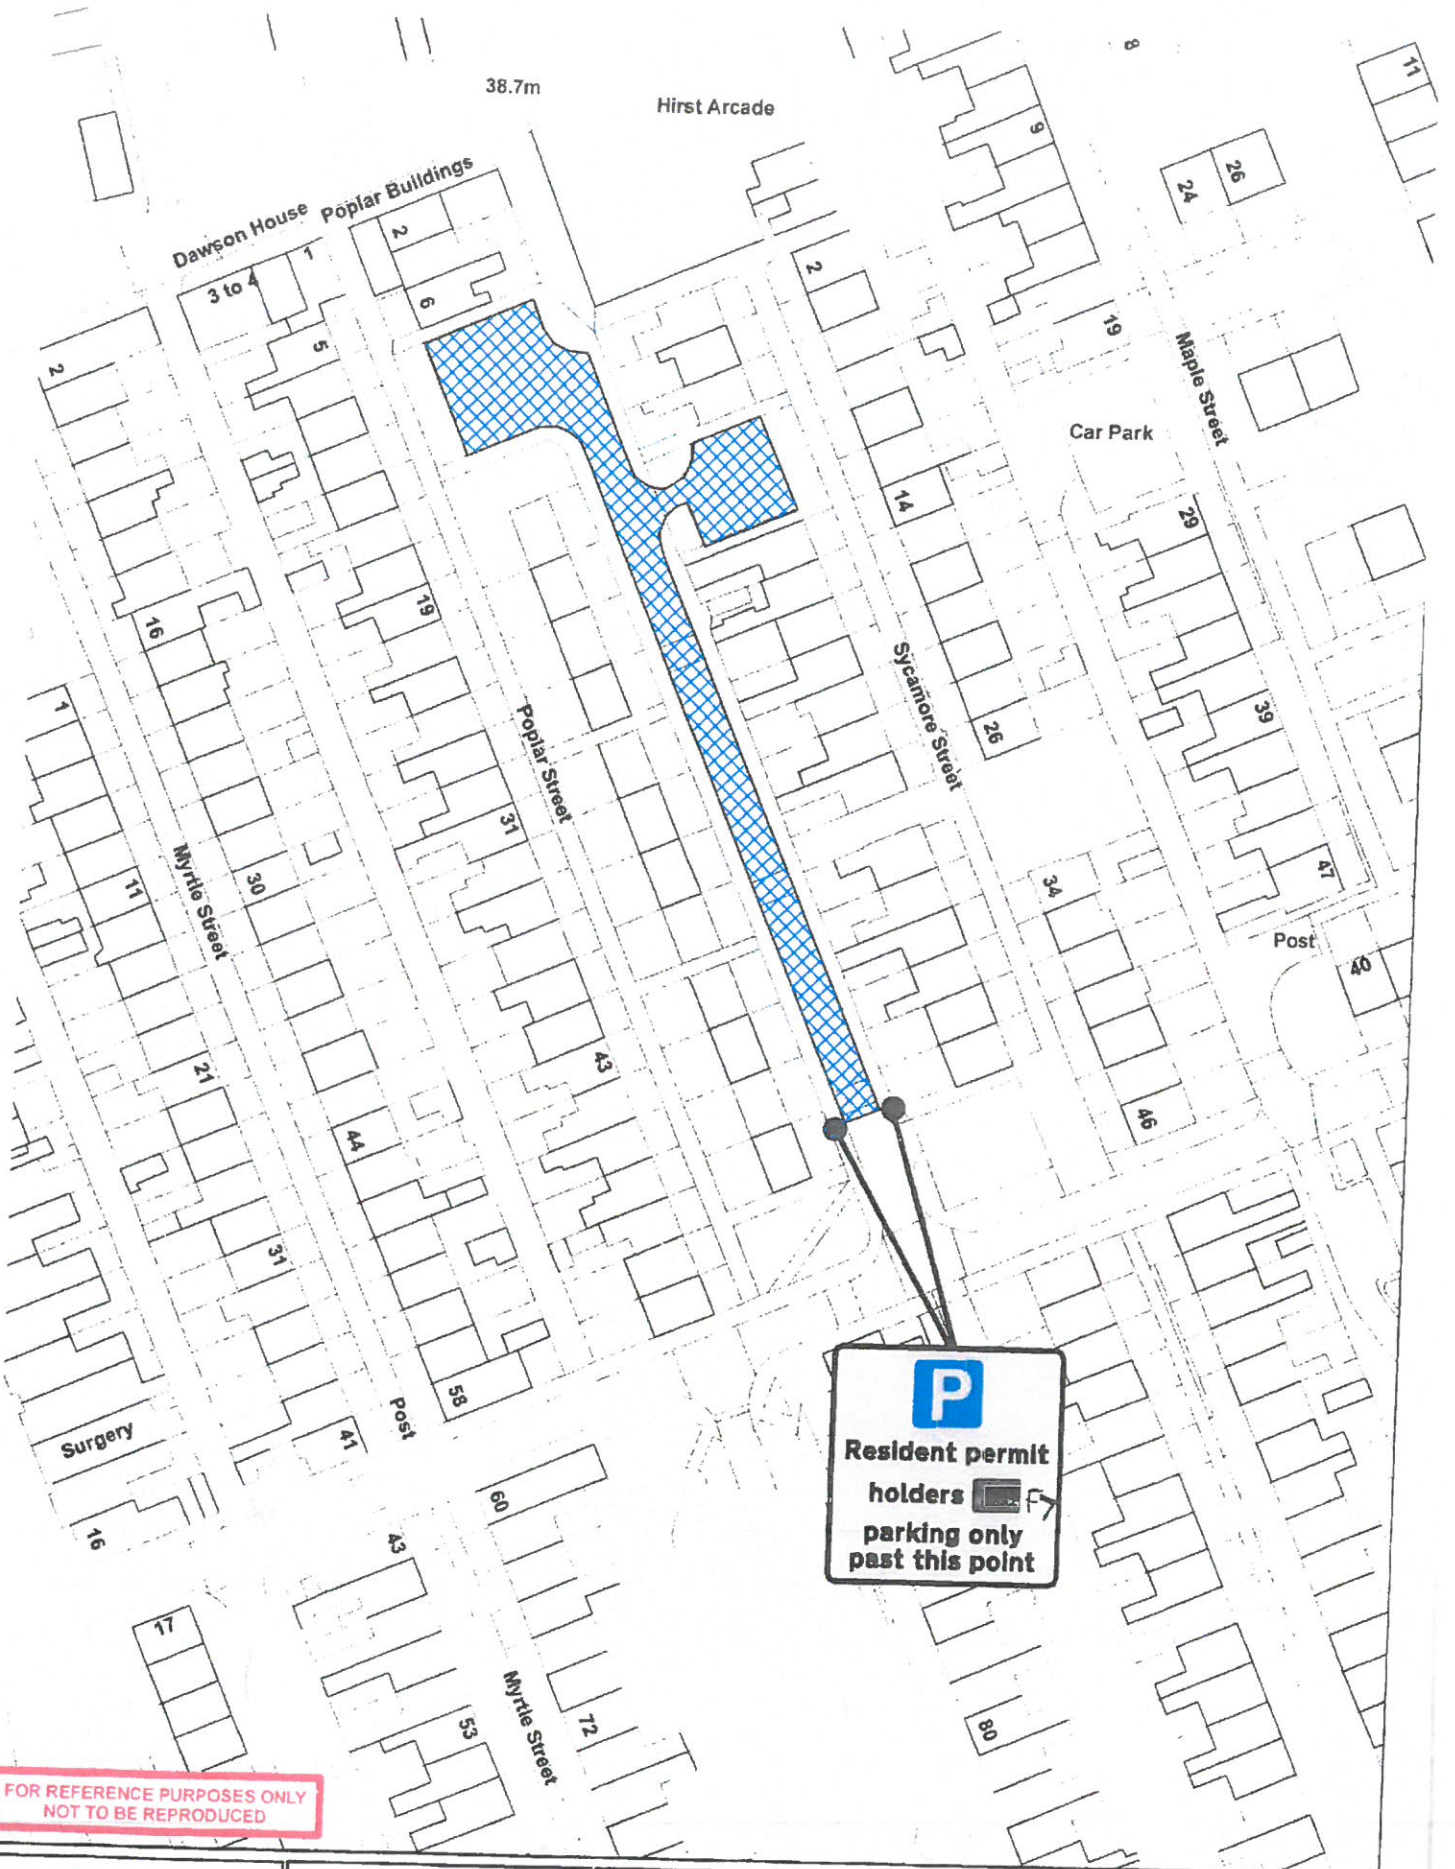 8
11
38.7m
Hirst Arcade
9
26
24
Poplar Buildings
Dawson House
2
1
3 to 4
6
2
5
19
Maple Street
2
Car Park
14
29
16
19
Sycamore Street
26
39
1
Poplar Street
31
11
Myrtle Street
30
34
47
Post
40
21
43
44
46
31
58
Post
41
Surgery
16
60
43
P
Resident permit
holders
parking only
past this point
17
53
Myrtle Street
72
80
FOR REFERENCE PURPOSES ONLY
NOT TO BE REPRODUCED